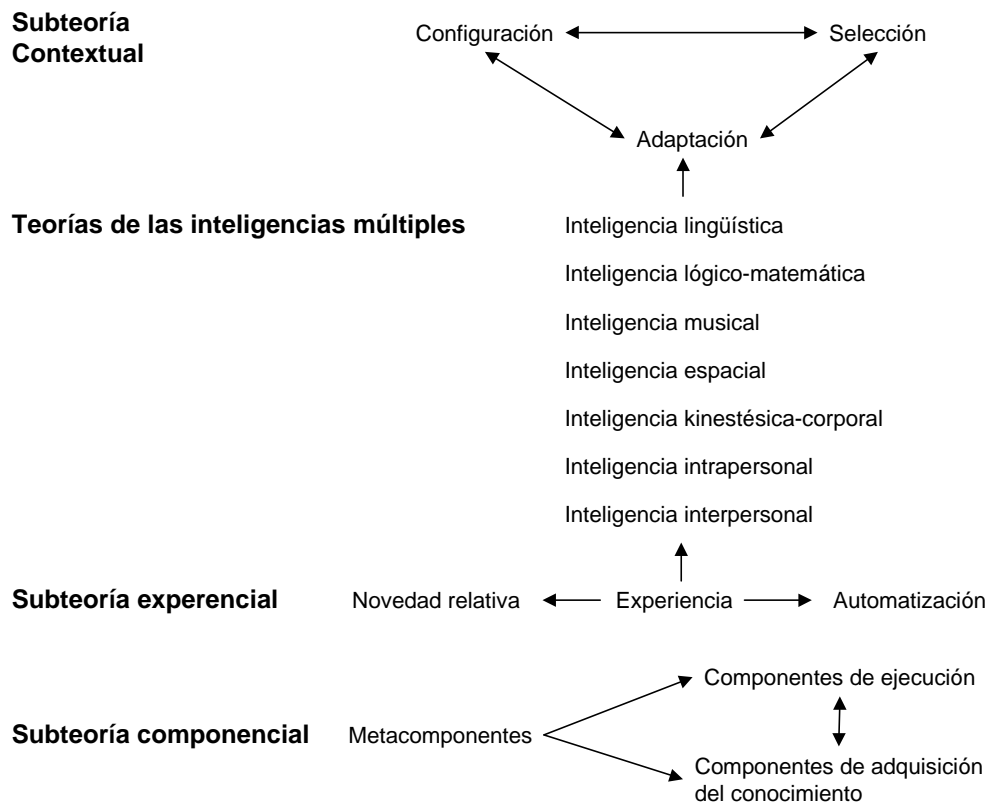 Subteoría
Contextual
Configuración
Selección
Adaptación
Teorías de las inteligencias múltiples
Inteligencia lingüística
Inteligencia lógico-matemática
Inteligencia musical
Inteligencia espacial
Inteligencia kinestésica-corporal
Inteligencia intrapersonal
Inteligencia interpersonal
Subteoría experencial
Novedad relativa
Experiencia
Automatización
Componentes de ejecución
Subteoría componencial
Metacomponentes
Componentes de adquisición
del conocimiento